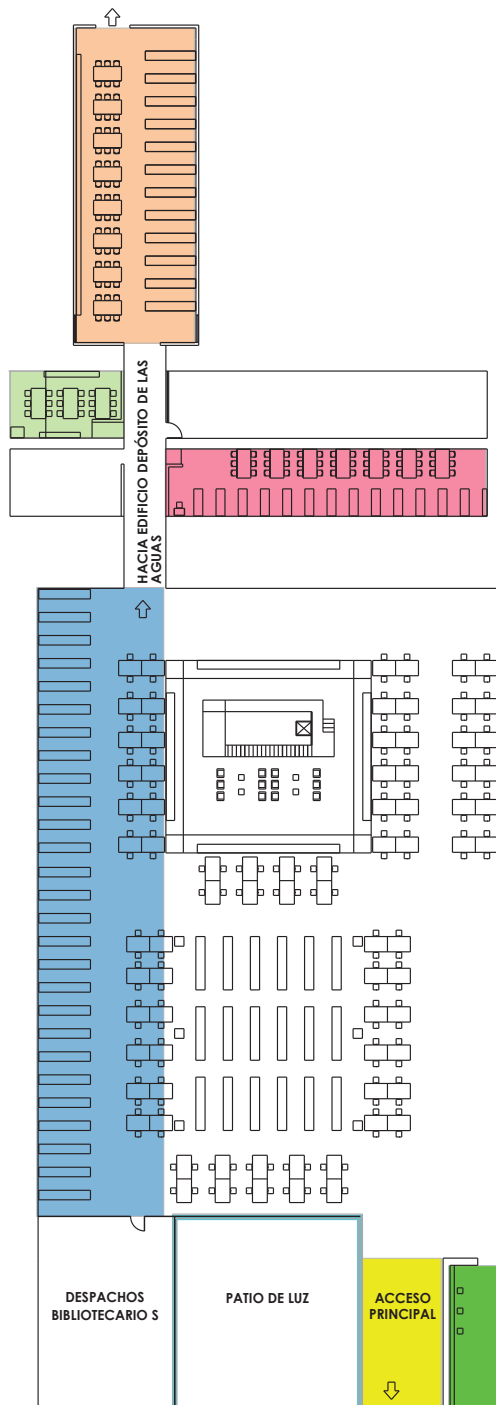 HACIA EDIFICIO DEPÓSITO DE LAS
AGUAS
DESPACHOS
BIBLIOTECARIO S
PATIO DE LUZ
ACCESO
PRINCIPAL